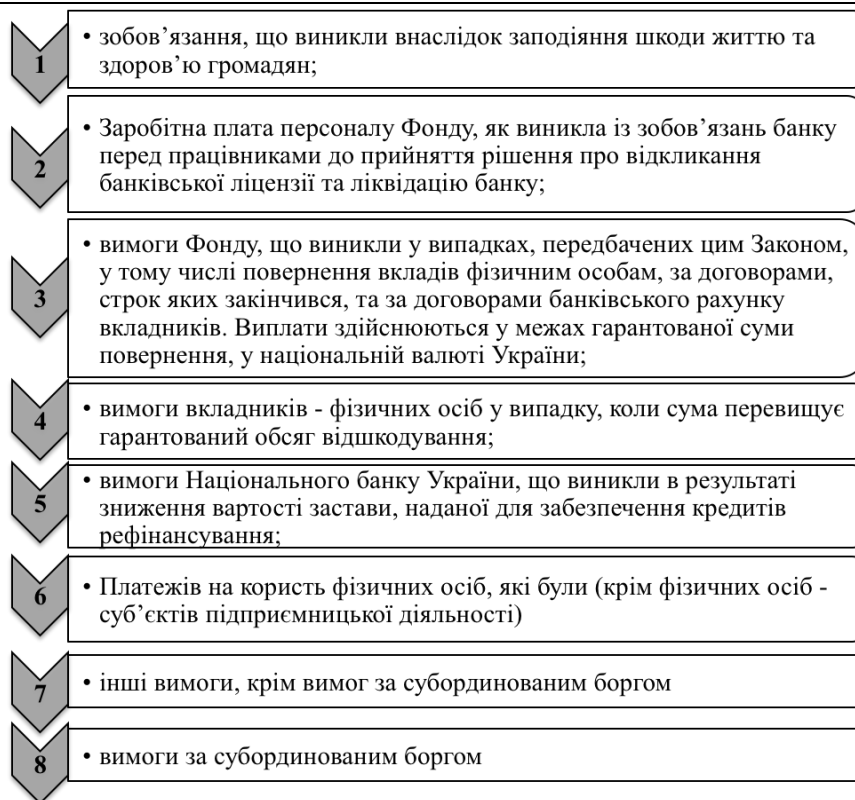 1
• зобов’язання, що виникли внаслідок заподіяння шкоди життю та
здоров’ю громадян;
2
• Заробітна плата персоналу Фонду, як виникла із зобов’язань банку
перед працівниками до прийняття рішення про відкликання
банківської ліцензії та ліквідацію банку;
3
• вимоги Фонду, що виникли у випадках, передбачених цим Законом,
у тому числі повернення вкладів фізичним особам, за договорами,
строк яких закінчився, та за договорами банківського рахунку
вкладників. Виплати здійснюються у межах гарантованої суми
повернення, у національній валюті України;
4
• вимоги вкладників - фізичних осіб у випадку, коли сума перевищує
гарантований обсяг відшкодування;
5
• вимоги Національного банку України, що виникли в результаті
зниження вартості застави, наданої для забезпечення кредитів
рефінансування;
6
• Платежів на користь фізичних осіб, які були (крім фізичних осіб -
суб’єктів підприємницької діяльності)
7
• інші вимоги, крім вимог за субординованим боргом
8
• вимоги за субординованим боргом